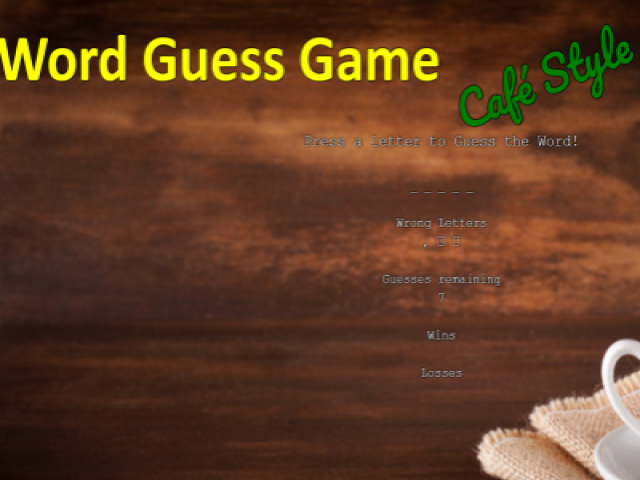 Word Guess Game
Café Style
Press a letter to Guess the Word!
_ _ _ _ _
Wrong Letters
Guesses remaining
7
Wins
Losses